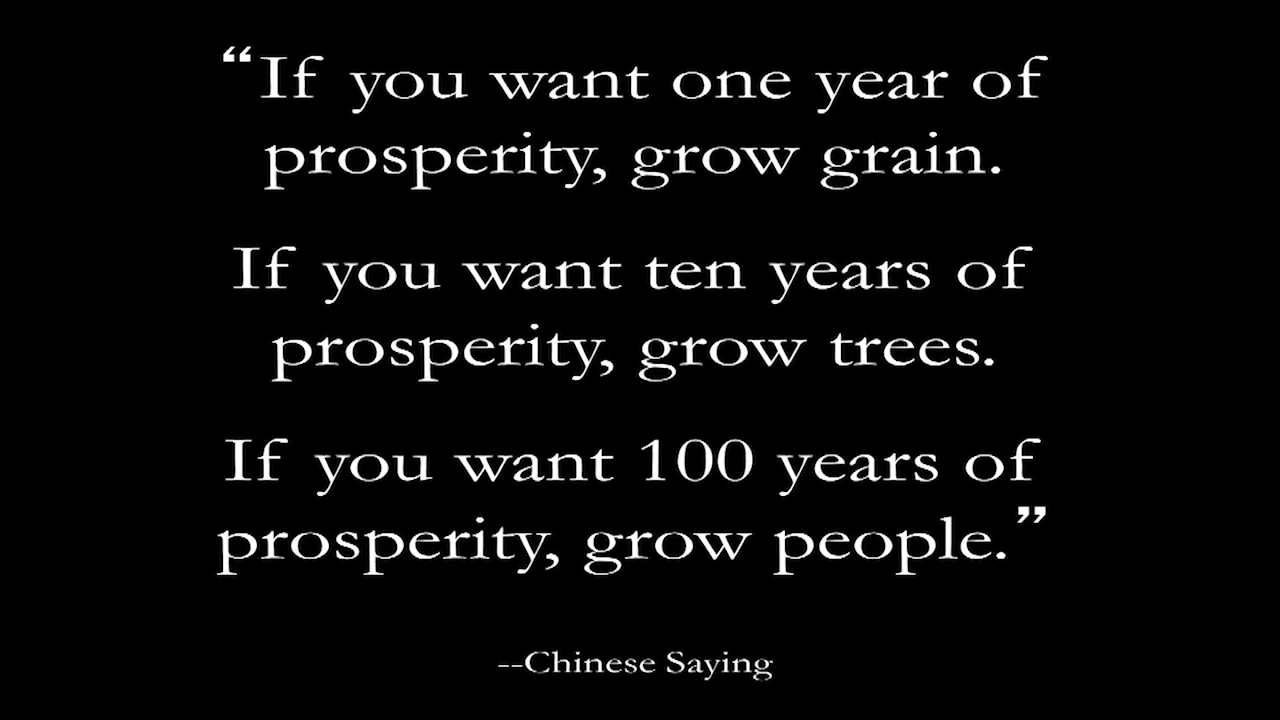 “If you want one year of
prosperity, grow grain.
If you want ten years of
prosperity, grow trees.
If you want 100 years of
prosperity, grow people.”
--Chinese Saying